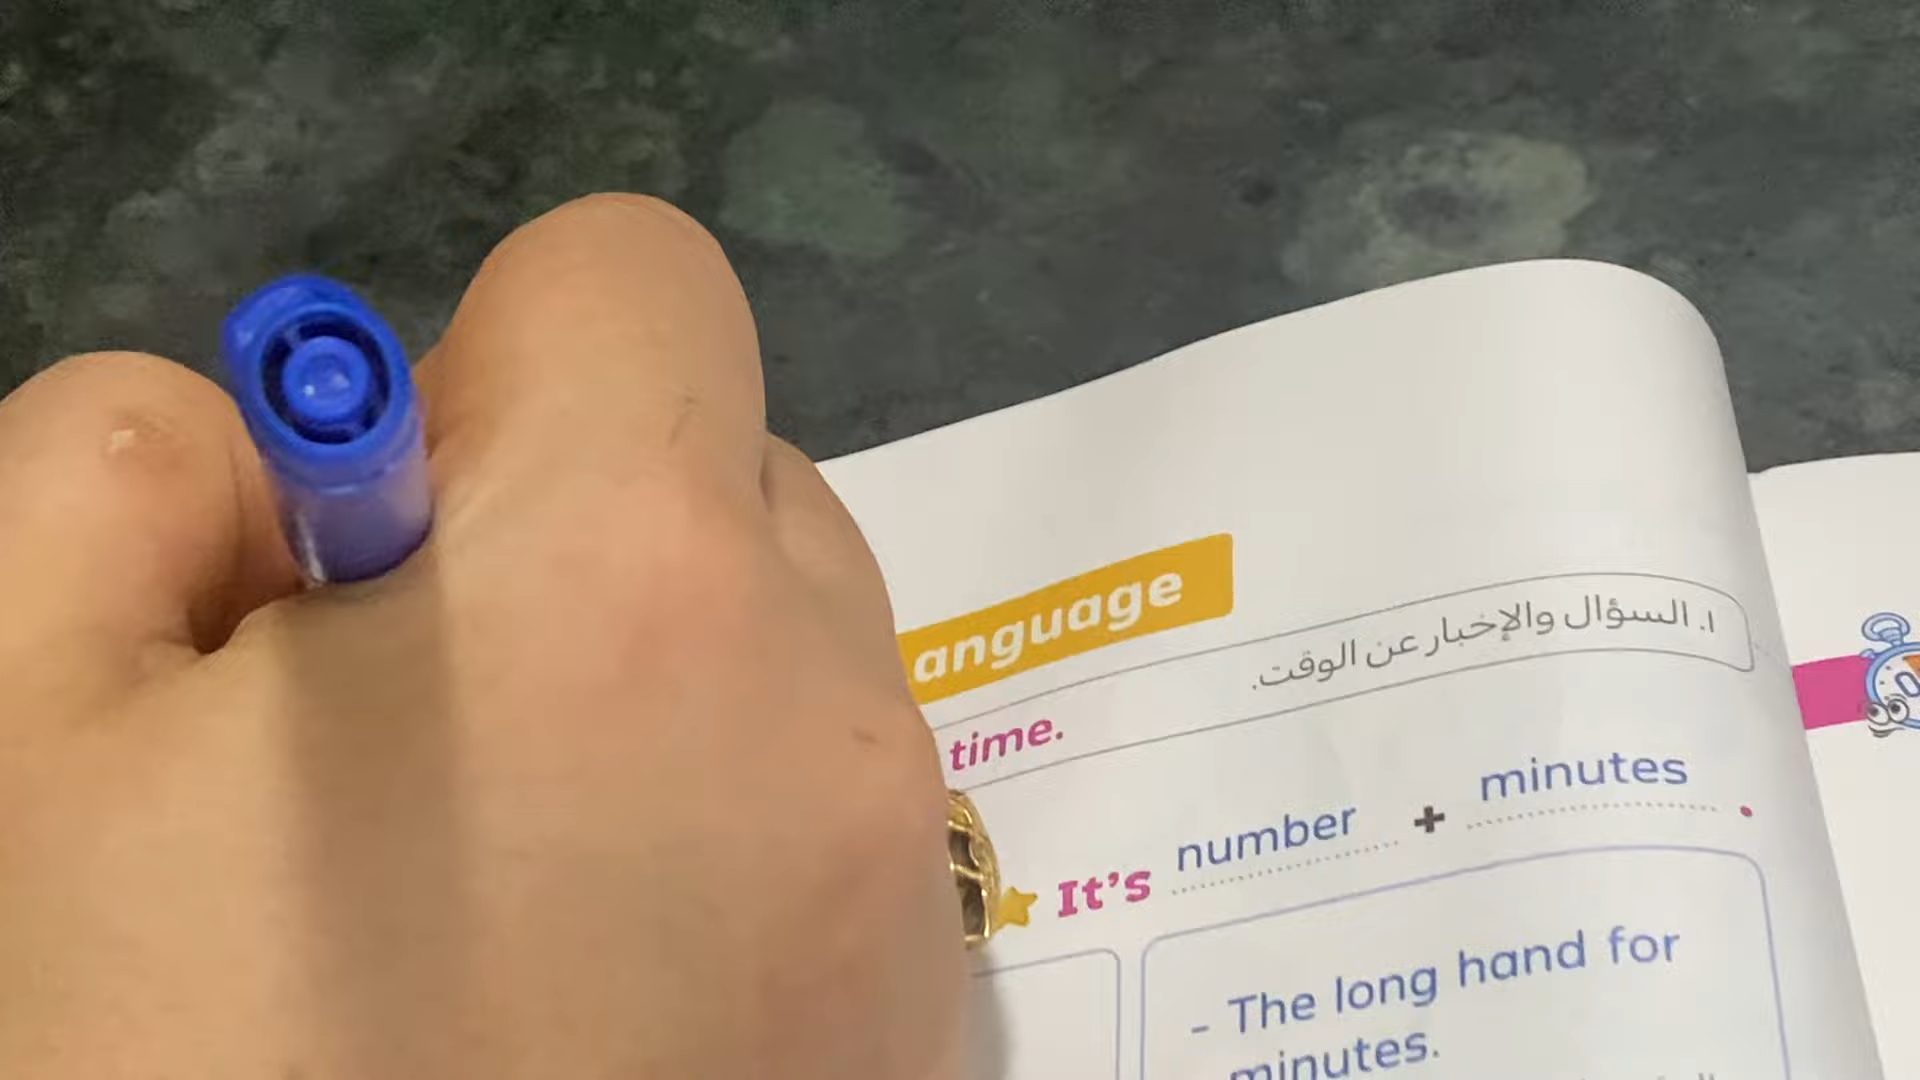 anguage
١. السؤال والإخبار عن الوقت.
time.
It's number + minutes .
- The long hand for
minutes.